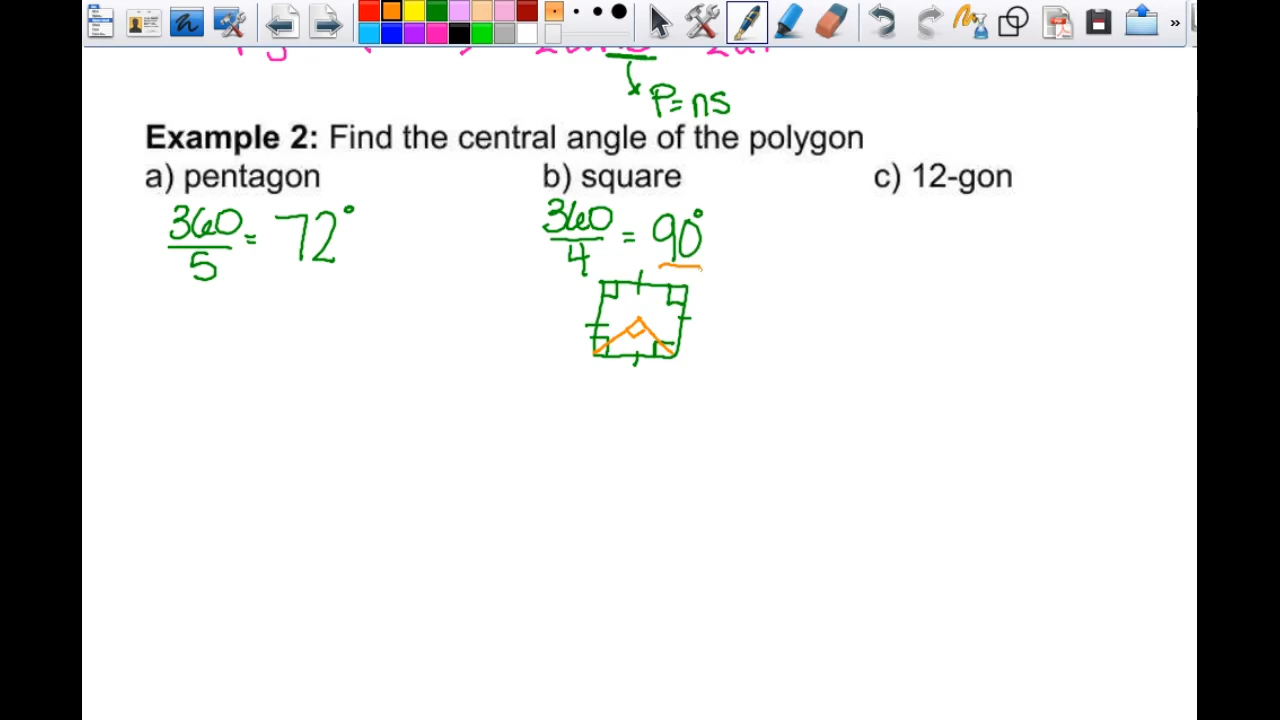 P=ns
Example 2: Find the central angle of the polygon
a) pentagon b) square c) 12-gon
360/5 = 72° 360/4 = 90°